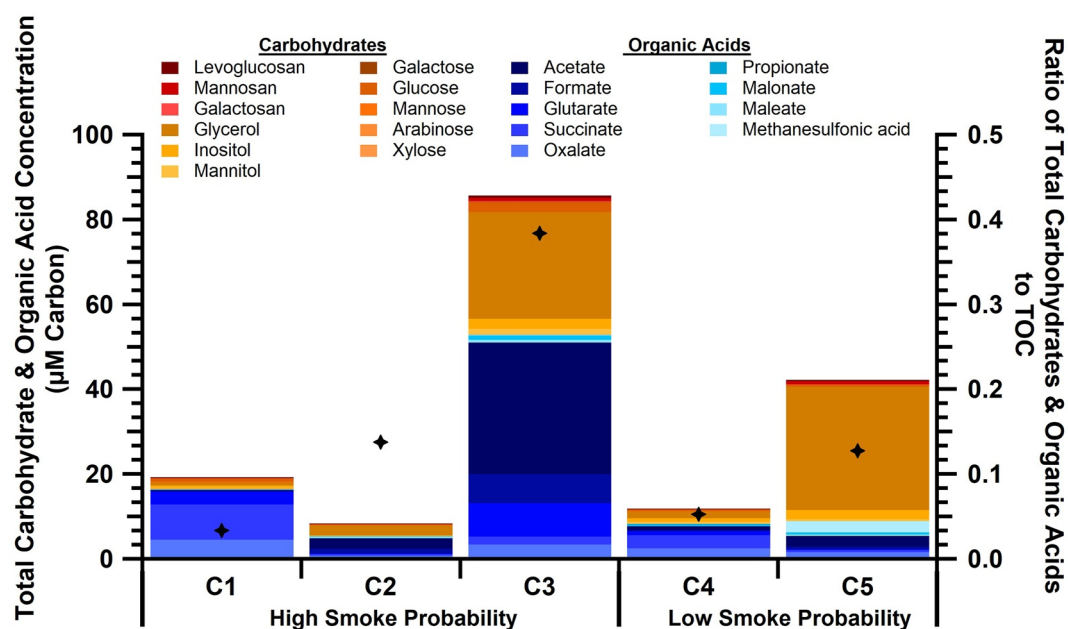 Total Carbohydrate & Organic Acid Concentration
(µM Carbon)
Carbohydrates
Levoglucosan
Mannosan
Galactosan
Glycerol
Inositol
Mannitol
Galactose
Glucose
Mannose
Arabinose
Xylose
Organic Acids
Acetate
Formate
Glutarate
Succinate
Oxalate
Propionate
Malonate
Maleate
Methanesulfonic acid
100
80
60
40
20
0
0.5
0.4
0.3
0.2
0.1
0.0
Ratio of Total Carbohydrates & Organic Acids
to TOC
C1 C2 C3 C4 C5
High Smoke Probability Low Smoke Probability